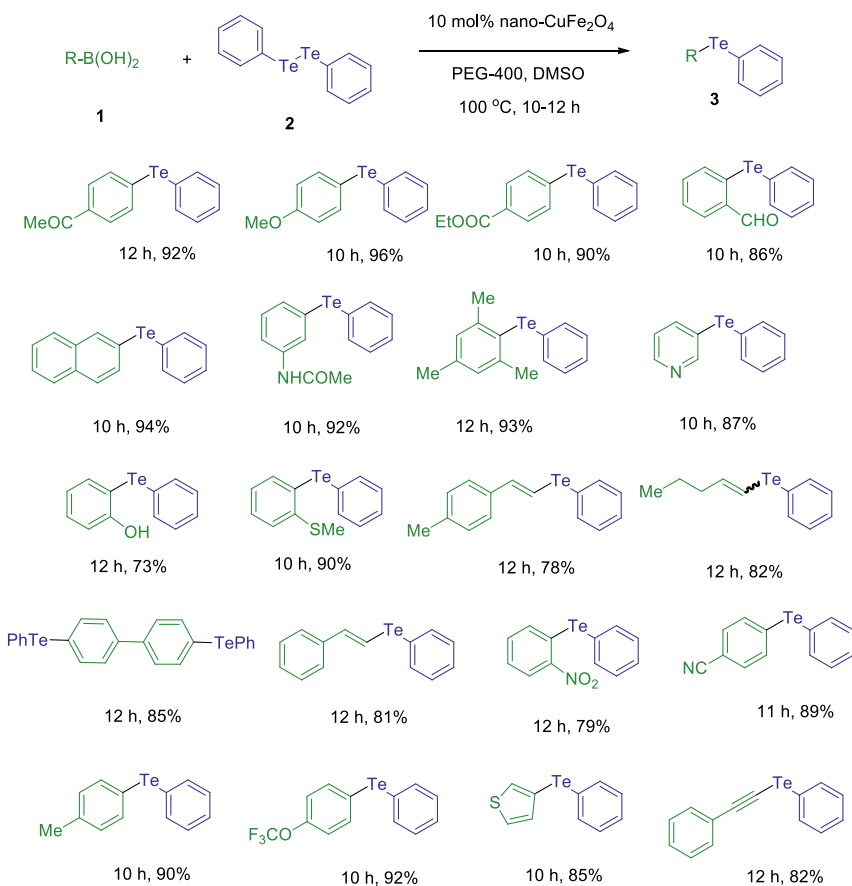 10 mol% nano-CuFe2O4
R-B(OH)2 + Te Te R Te
PEG-400, DMSO
100 °C, 10-12 h
1 2 3
Te Te Te Te
MeOC MeO EtOOC CHO
12 h, 92% 10 h, 96% 10 h, 90% 10 h, 86%
Te Te Me Te Te
NHCOMe Me Me N
10 h, 94% 10 h, 92% 12 h, 93% 10 h, 87%
Te Te Te Te
OH SMe Me Me
12 h, 73% 10 h, 90% 12 h, 78% 12 h, 82%
PhTe TePh Te Te Te
NO2 NC
12 h, 85% 12 h, 81% 12 h, 79% 11 h, 89%
Te Te Te Te
Me F3CO S
10 h, 90% 10 h, 92% 10 h, 85% 12 h, 82%